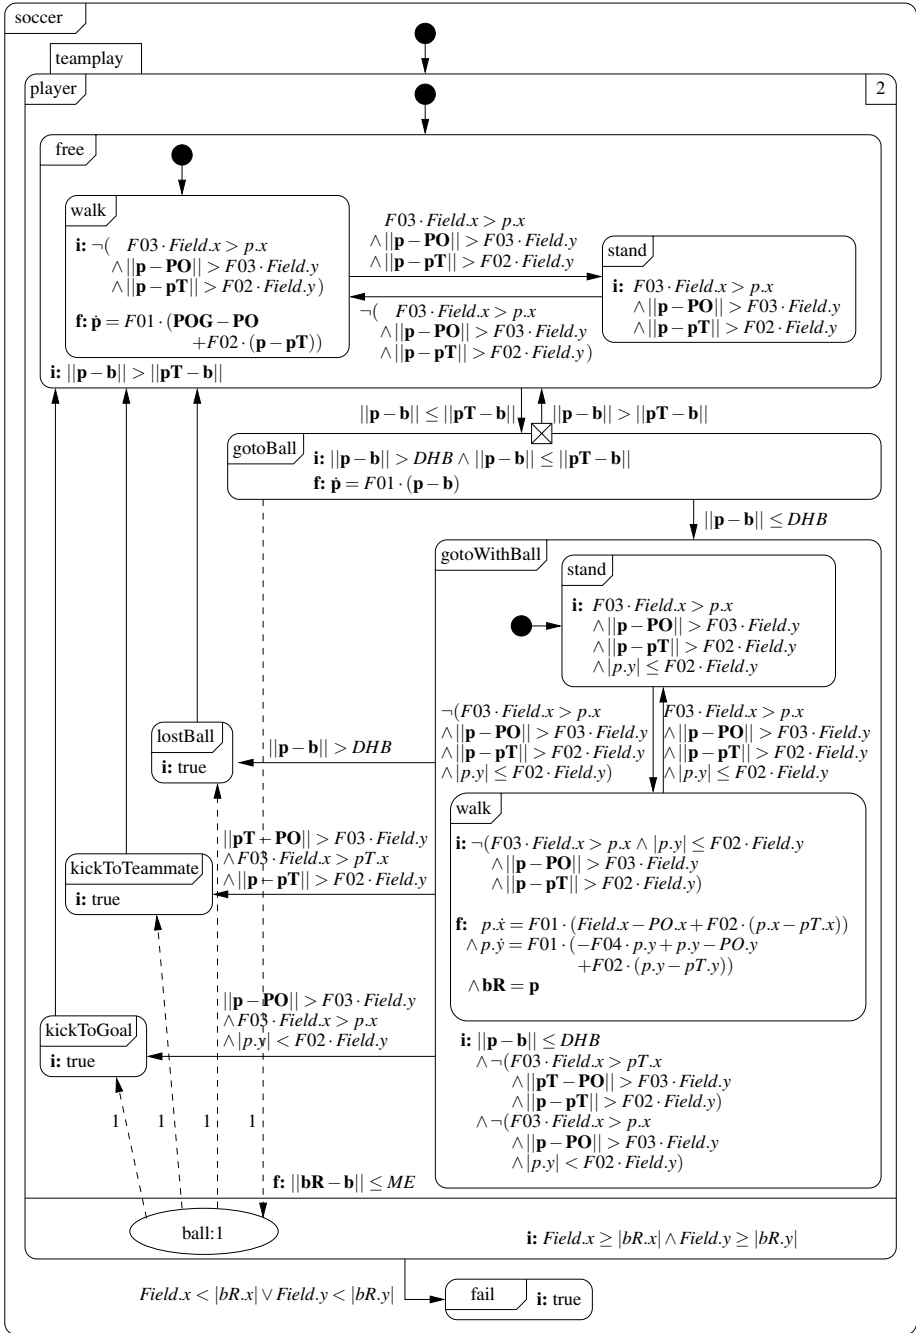 soccer
teamplay
player
2
free
walk
i: ¬( F03·Field.x > p.x
∧||p−PO|| > F03·Field.y
∧||p−pT|| > F02·Field.y)
f: ṗ = F01·(POG−PO
+F02·(p−pT))
F03·Field.x > p.x
∧||p−PO|| > F03·Field.y
∧||p−pT|| > F02·Field.y
¬( F03·Field.x > p.x
∧||p−PO|| > F03·Field.y
∧||p−pT|| > F02·Field.y)
stand
i: F03·Field.x > p.x
∧||p−PO|| > F03·Field.y
∧||p−pT|| > F02·Field.y
i: ||p−b|| > ||pT−b||
||p−b|| ≤ ||pT−b||
||p−b|| > ||pT−b||
gotoBall
i: ||p−b|| > DHB ∧ ||p−b|| ≤ ||pT−b||
f: ṗ = F01·(p−b)
||p−b|| ≤ DHB
gotoWithBall
stand
i: F03·Field.x > p.x
∧||p−PO|| > F03·Field.y
∧||p−pT|| > F02·Field.y
∧|p.y| ≤ F02·Field.y
¬(F03·Field.x > p.x
∧||p−PO|| > F03·Field.y
∧||p−pT|| > F02·Field.y
∧|p.y| ≤ F02·Field.y)
F03·Field.x > p.x
∧||p−PO|| > F03·Field.y
∧||p−pT|| > F02·Field.y
∧|p.y| ≤ F02·Field.y
lostBall
i: true
||p−b|| > DHB
walk
i: ¬(F03·Field.x > p.x ∧ |p.y| ≤ F02·Field.y
∧||p−PO|| > F03·Field.y
∧||p−pT|| > F02·Field.y)
f: p.ẋ = F01·(Field.x−PO.x+F02·(p.x−pT.x))
∧ p.ẏ = F01·(−F04·p.y+p.y−PO.y
+F02·(p.y−pT.y))
∧bR = p
||pT−PO|| > F03·Field.y
∧F03·Field.x > pT.x
∧||p−pT|| > F02·Field.y
kickToTeammate
i: true
||p−PO|| > F03·Field.y
∧F03·Field.x > p.x
∧|p.y| < F02·Field.y
kickToGoal
i: true
i: ||p−b|| ≤ DHB
∧¬(F03·Field.x > pT.x
∧||pT−PO|| > F03·Field.y
∧||p−pT|| > F02·Field.y)
∧¬(F03·Field.x > p.x
∧||p−PO|| > F03·Field.y
∧|p.y| < F02·Field.y)
1 1 1 1
f: ||bR−b|| ≤ ME
ball:1
i: Field.x ≥ |bR.x| ∧ Field.y ≥ |bR.y|
Field.x < |bR.x| ∨ Field.y < |bR.y|
fail
i: true